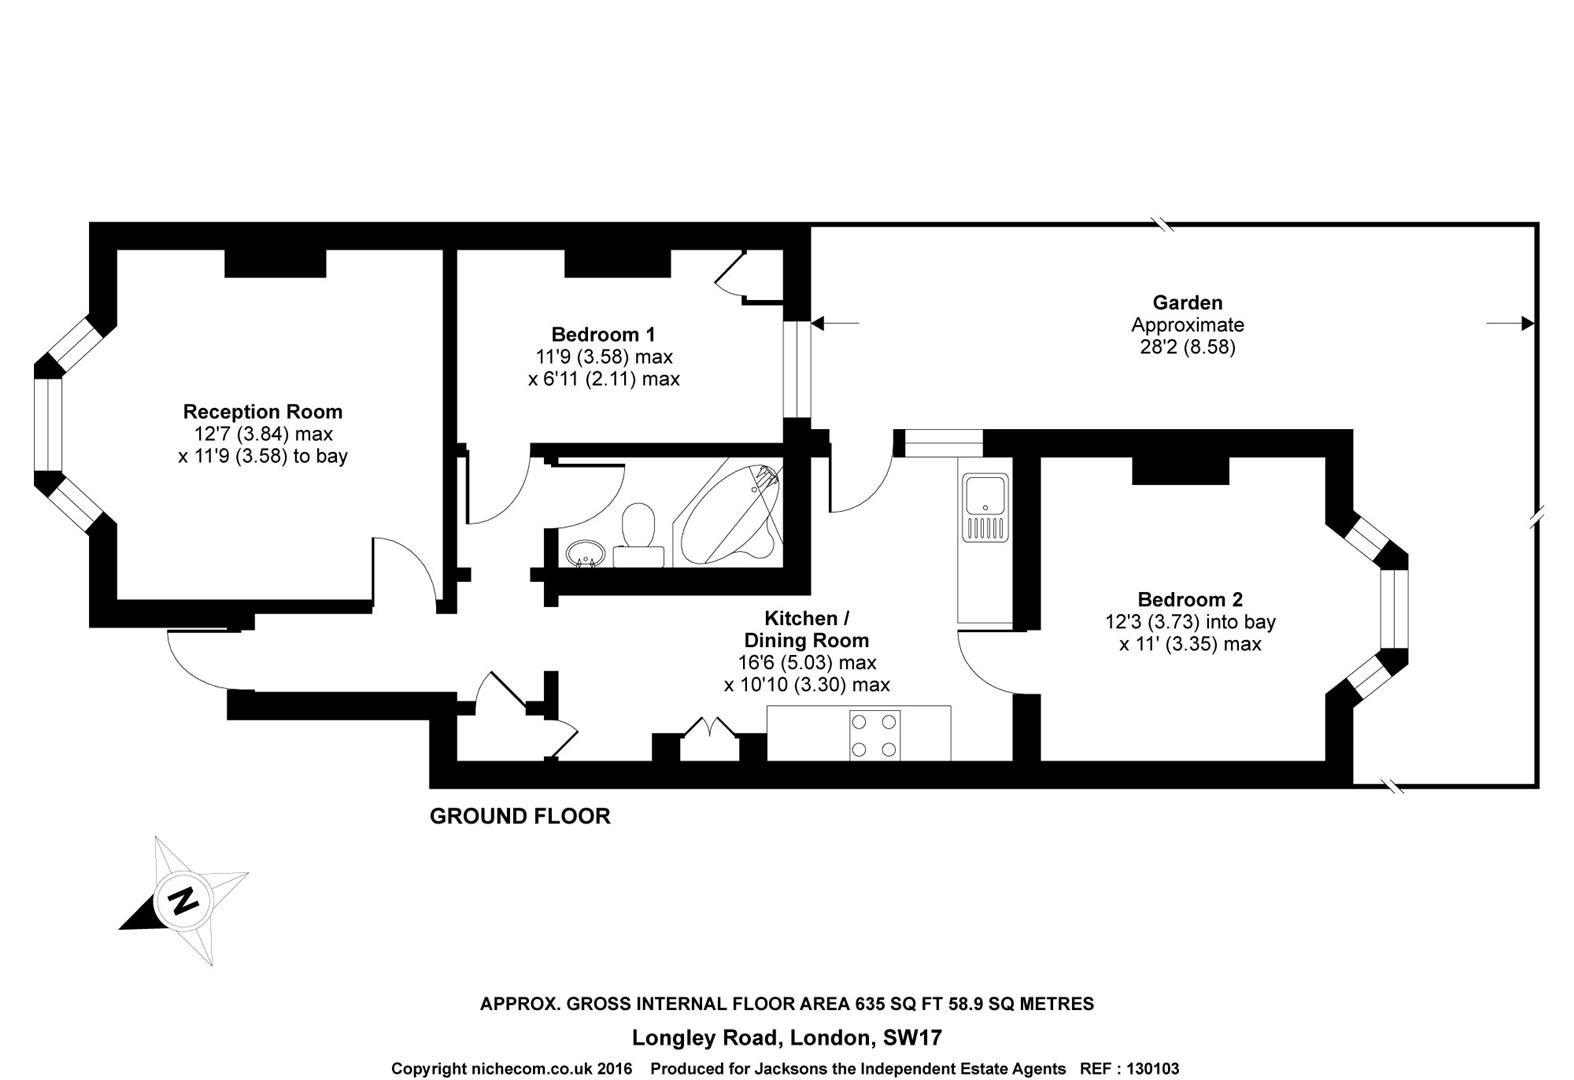 Garden
Approximate
28'2 (8.58)
Bedroom 1
11'9 (3.58) max
x 6'11 (2.11) max
Reception Room
12'7 (3.84) max
x 11'9 (3.58) to bay
Kitchen /
Dining Room
16'6 (5.03) max
x 10'10 (3.30) max
Bedroom 2
12'3 (3.73) into bay
x 11' (3.35) max
GROUND FLOOR
N
APPROX. GROSS INTERNAL FLOOR AREA 635 SQ FT 58.9 SQ METRES
Longley Road, London, SW17
Copyright nichecom.co.uk 2016 Produced for Jacksons the Independent Estate Agents REF : 130103